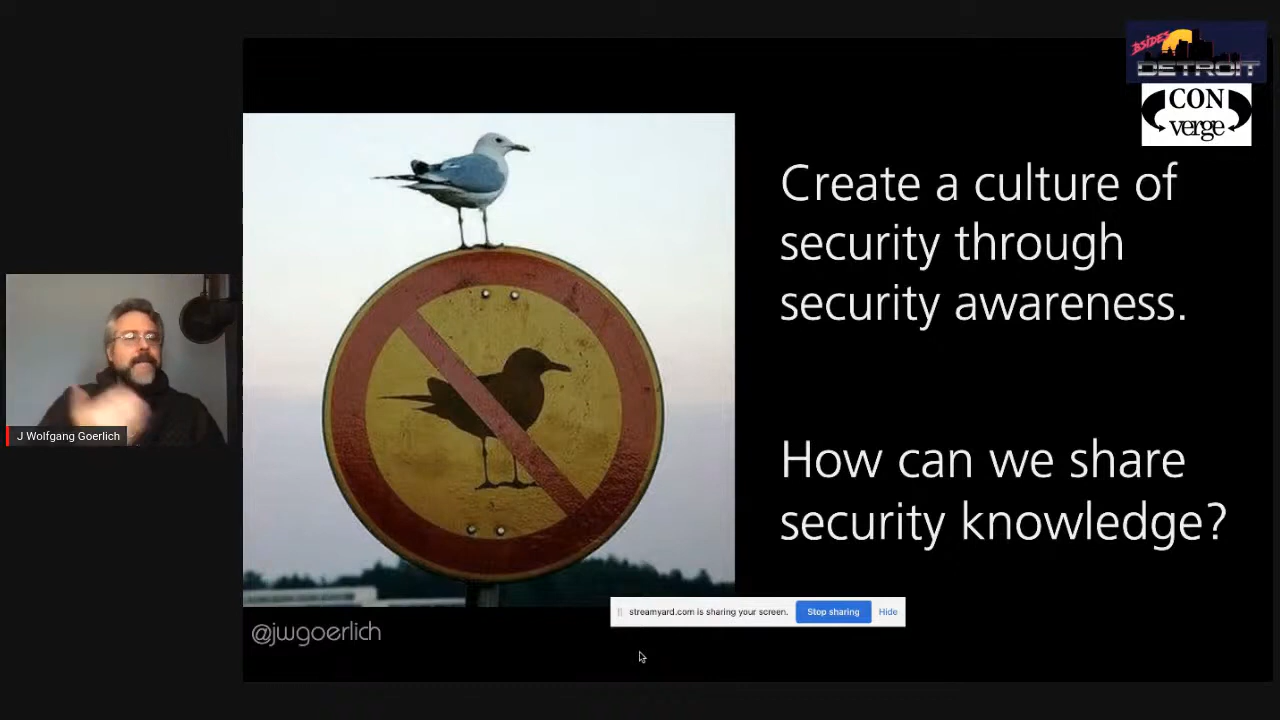 BSIDES
DETROIT
CON
verge
Create a culture of
security through
security awareness.
How can we share
security knowledge?
J Wolfgang Goerlich
streamyard.com is sharing your screen.
Stop sharing
Hide
@jwgoerlich